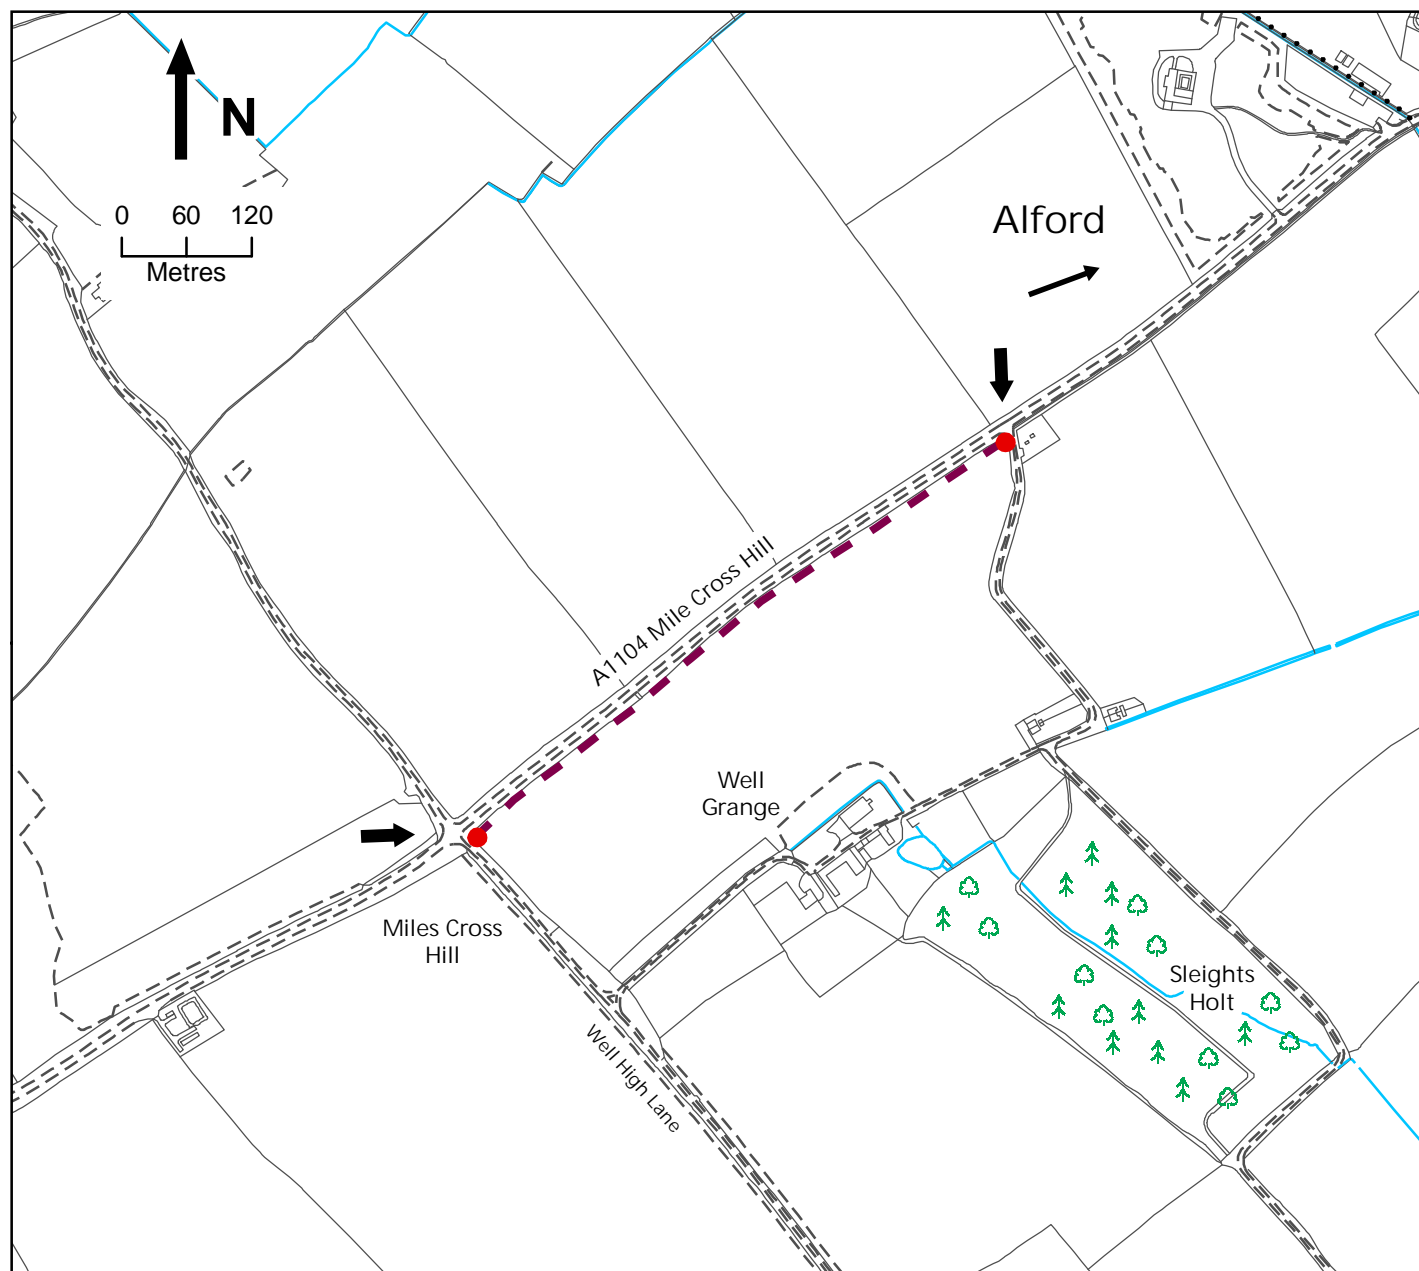 N
0 60 120
Metres
Alford
A1104 Mile Cross Hill
Well
Grange
Miles Cross
Hill
Sleights
Holt
Well High Lane